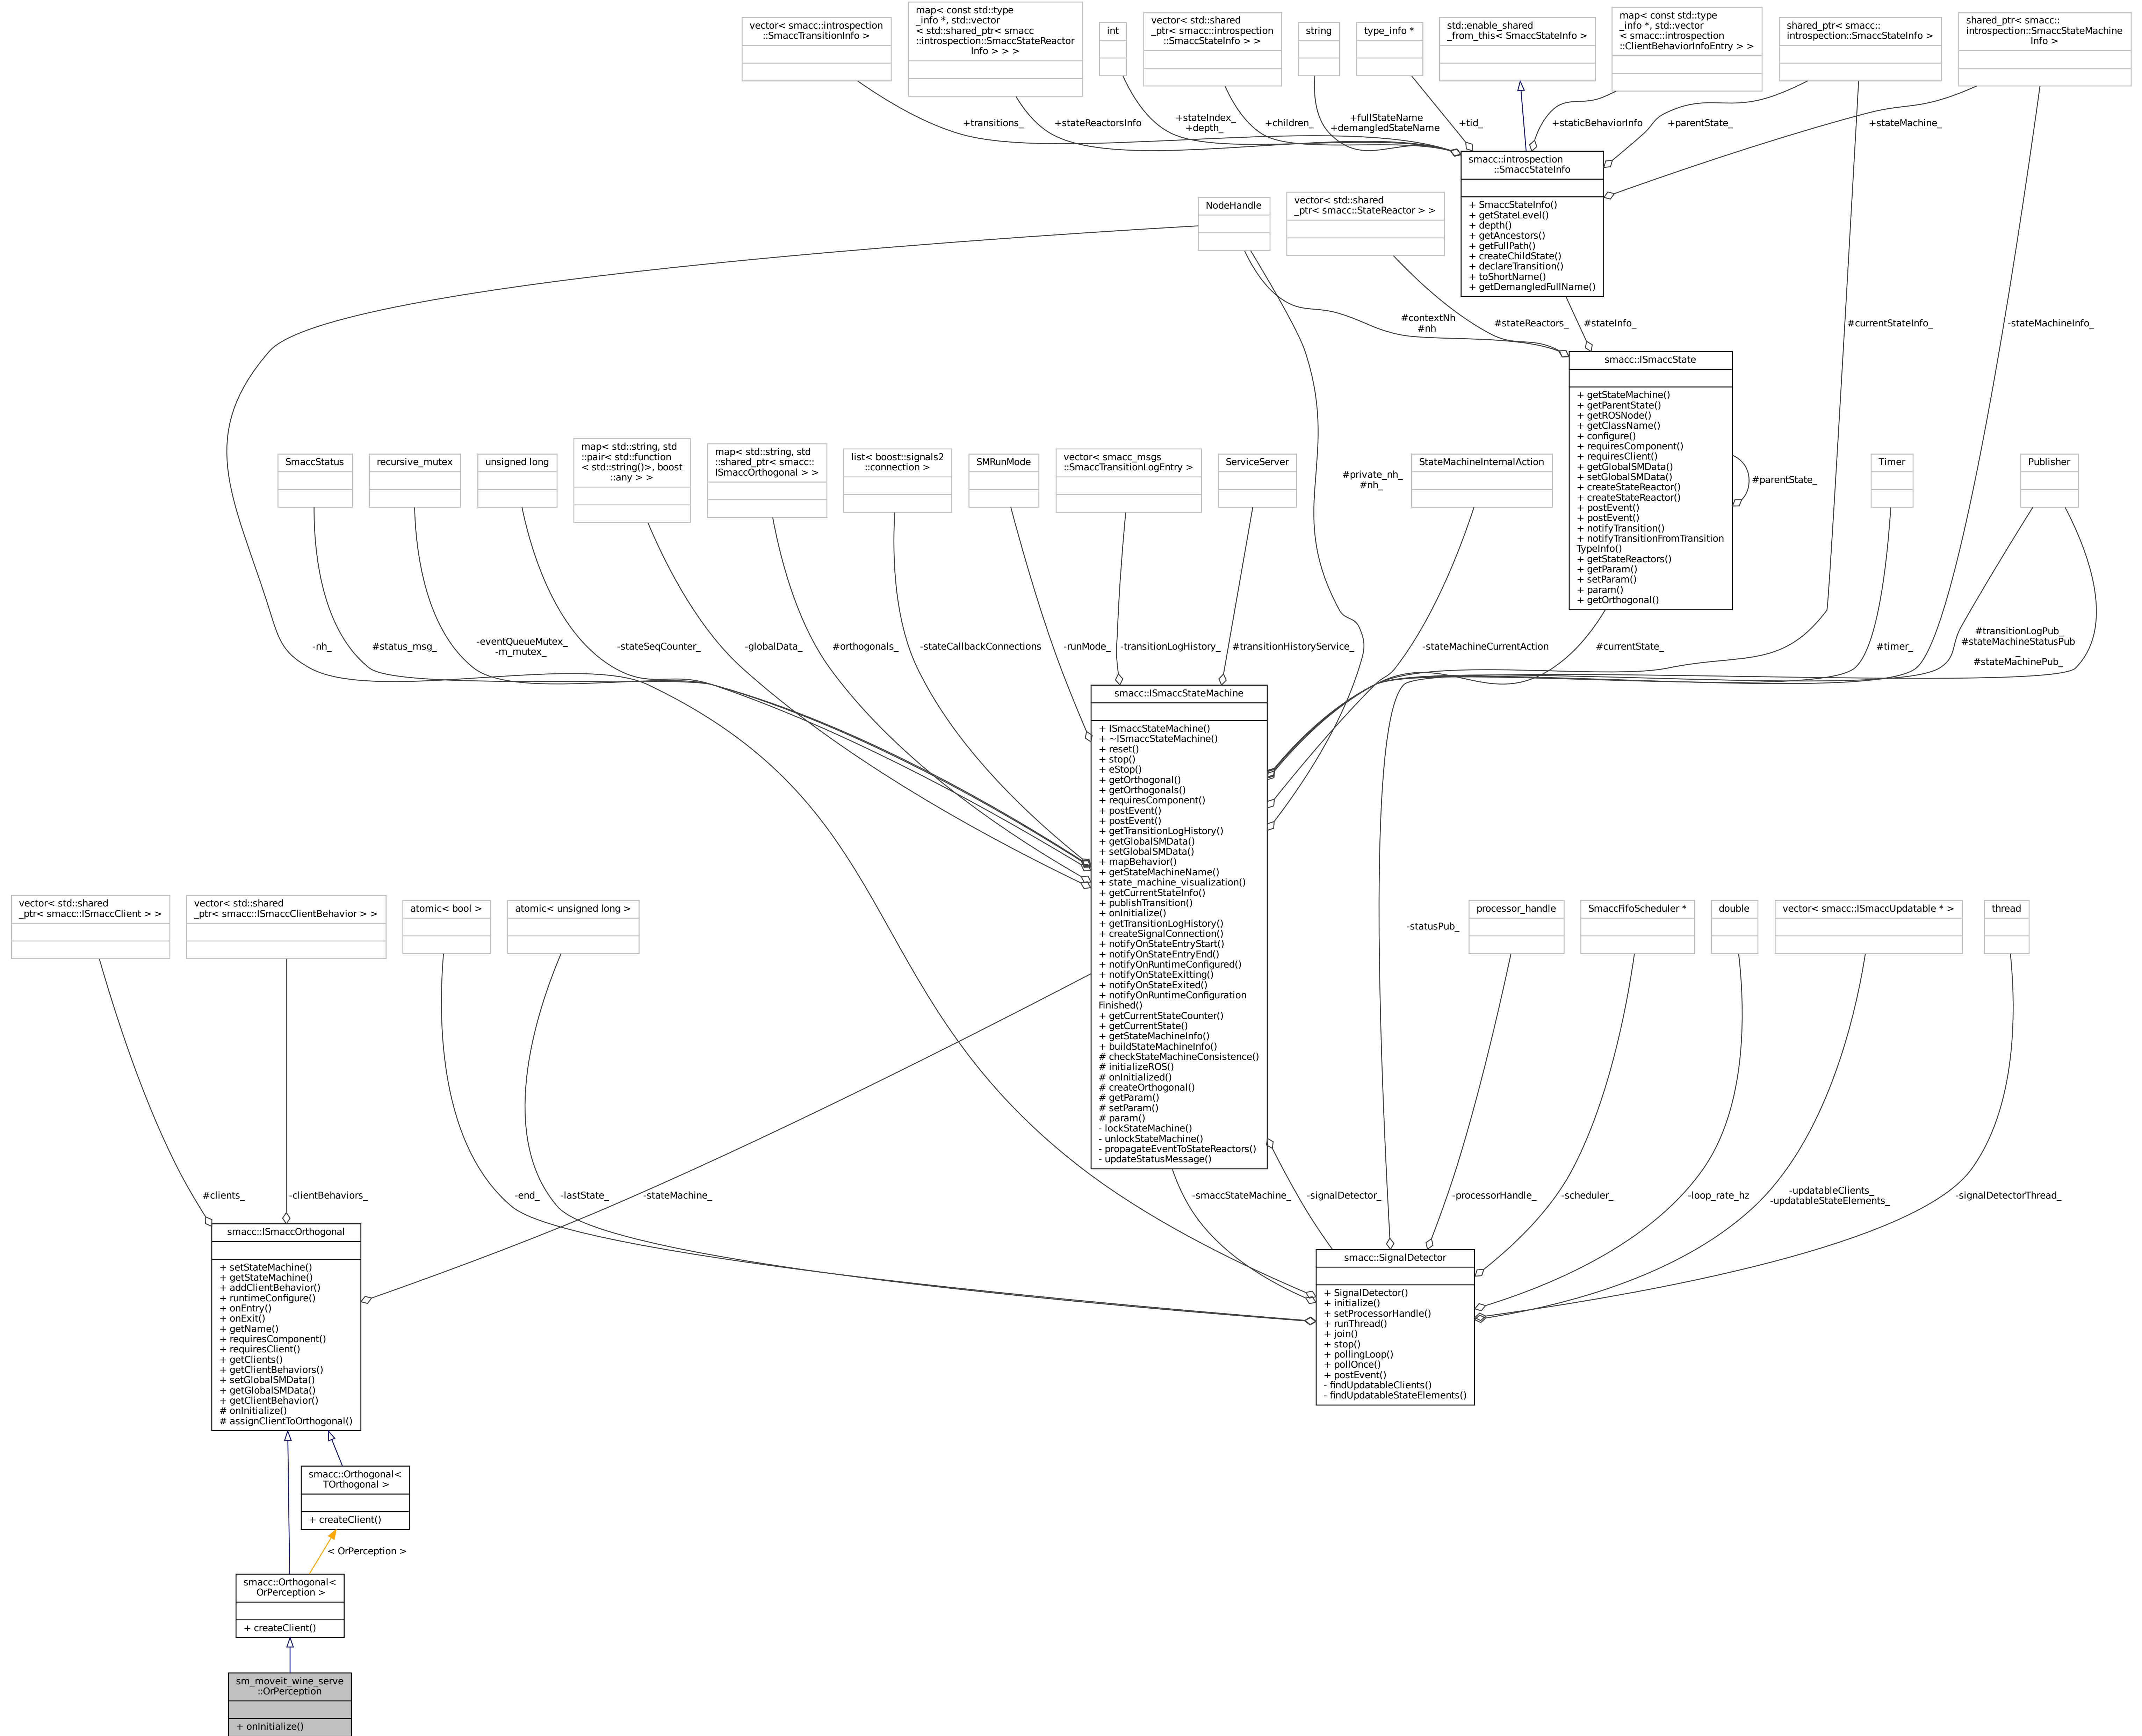 vector< smacc::introspection
::SmaccTransitionInfo >
map< const std::type
_info *, std::vector
< std::shared_ptr< smacc
::introspection::SmaccStateReactor
Info > > >
int
vector< std::shared
_ptr< smacc::introspection
::SmaccStateInfo > >
string
type_info *
std::enable_shared
_from_this< SmaccStateInfo >
map< const std::type
_info *, std::vector
< smacc::introspection
::ClientBehaviorInfoEntry > >
shared_ptr< smacc::
introspection::SmaccStateInfo >
shared_ptr< smacc::
introspection::SmaccStateMachine
Info >
+transitions_
+stateReactorsInfo
+stateIndex_
+depth_
+children_
+fullStateName
+demangledStateName
+tid_
+staticBehaviorInfo
+parentState_
+stateMachine_
smacc::introspection
::SmaccStateInfo
+ SmaccStateInfo()
+ getStateLevel()
+ depth()
+ getAncestors()
+ getFullPath()
+ createChildState()
+ declareTransition()
+ toShortName()
+ getDemangledFullName()
NodeHandle
vector< std::shared
_ptr< smacc::StateReactor > >
#contextNh
#nh
#stateReactors_
#stateInfo_
#currentStateInfo_
-stateMachineInfo_
smacc::ISmaccState
+ getStateMachine()
+ getParentState()
+ getROSNode()
+ getClassName()
+ configure()
+ requiresComponent()
+ requiresClient()
+ getGlobalSMData()
+ setGlobalSMData()
+ createStateReactor()
+ createStateReactor()
+ postEvent()
+ postEvent()
+ notifyTransition()
+ notifyTransitionFromTransition
TypeInfo()
+ getStateReactors()
+ getParam()
+ setParam()
+ param()
+ getOrthogonal()
#parentState_
SmaccStatus
recursive_mutex
unsigned long
map< std::string, std
::pair< std::function
< std::string()>, boost
::any > >
map< std::string, std
::shared_ptr< smacc::
ISmaccOrthogonal > >
list< boost::signals2
::connection >
SMRunMode
vector< smacc_msgs
::SmaccTransitionLogEntry >
ServiceServer
#private_nh_
#nh_
StateMachineInternalAction
Timer
Publisher
-nh_
#status_msg_
-eventQueueMutex_
-m_mutex_
-stateSeqCounter_
-globalData_
#orthogonals_
-stateCallbackConnections
-runMode_
-transitionLogHistory_
#transitionHistoryService_
-stateMachineCurrentAction
#currentState_
#timer_
#transitionLogPub_
#stateMachineStatusPub
_
#stateMachinePub_
smacc::ISmaccStateMachine
+ ISmaccStateMachine()
+ ~ISmaccStateMachine()
+ reset()
+ stop()
+ eStop()
+ getOrthogonal()
+ getOrthogonals()
+ requiresComponent()
+ postEvent()
+ postEvent()
+ getTransitionLogHistory()
+ getGlobalSMData()
+ setGlobalSMData()
+ mapBehavior()
+ getStateMachineName()
+ state_machine_visualization()
+ getCurrentStateInfo()
+ publishTransition()
+ onInitialize()
+ getTransitionLogHistory()
+ createSignalConnection()
+ notifyOnStateEntryStart()
+ notifyOnStateEntryEnd()
+ notifyOnRuntimeConfigured()
+ notifyOnStateExitting()
+ notifyOnStateExited()
+ notifyOnRuntimeConfiguration
Finished()
+ getCurrentStateCounter()
+ getCurrentState()
+ getStateMachineInfo()
+ buildStateMachineInfo()
# checkStateMachineConsistence()
# initializeROS()
# onInitialized()
# createOrthogonal()
# getParam()
# setParam()
# param()
- lockStateMachine()
- unlockStateMachine()
- propagateEventToStateReactors()
- updateStatusMessage()
vector< std::shared
_ptr< smacc::ISmaccClient > >
vector< std::shared
_ptr< smacc::ISmaccClientBehavior > >
atomic< bool >
atomic< unsigned long >
-statusPub_
processor_handle
SmaccFifoScheduler *
double
vector< smacc::ISmaccUpdatable * >
thread
#clients_
-clientBehaviors_
-end_
-lastState_
-stateMachine_
-smaccStateMachine_
-signalDetector_
-processorHandle_
-scheduler_
-loop_rate_hz
-updatableClients_
-updatableStateElements_
-signalDetectorThread_
smacc::ISmaccOrthogonal
+ setStateMachine()
+ getStateMachine()
+ addClientBehavior()
+ runtimeConfigure()
+ onEntry()
+ onExit()
+ getName()
+ requiresComponent()
+ requiresClient()
+ getClients()
+ getClientBehaviors()
+ setGlobalSMData()
+ getGlobalSMData()
+ getClientBehavior()
# onInitialize()
# assignClientToOrthogonal()
smacc::SignalDetector
+ SignalDetector()
+ initialize()
+ setProcessorHandle()
+ runThread()
+ join()
+ stop()
+ pollingLoop()
+ pollOnce()
+ postEvent()
- findUpdatableClients()
- findUpdatableStateElements()
smacc::Orthogonal<
TOrthogonal >
+ createClient()
< OrPerception >
smacc::Orthogonal<
OrPerception >
+ createClient()
sm_moveit_wine_serve
::OrPerception
+ onInitialize()